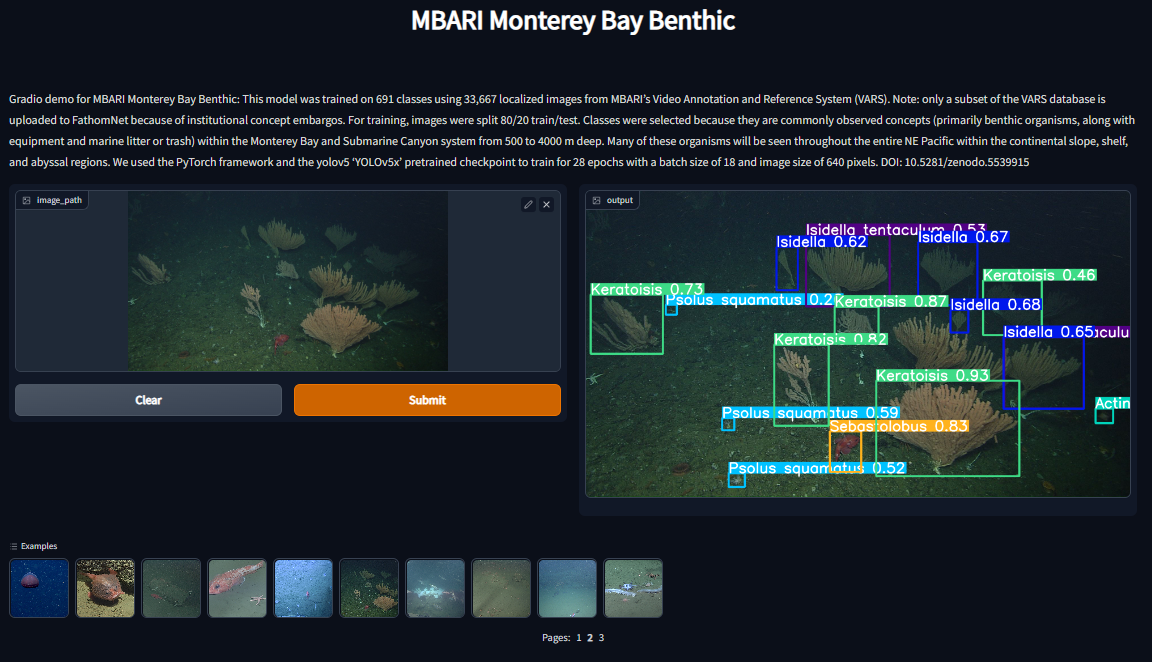 MBARI Monterey Bay Benthic
Gradio demo for MBARI Monterey Bay Benthic: This model was trained on 691 classes using 33,667 localized images from MBARI's Video Annotation and Reference System (VARS). Note: only a subset of the VARS database is
uploaded to FathomNet because of institutional concept embargos. For training, images were split 80/20 train/test. Classes were selected because they are commonly observed concepts (primarily benthic organisms, along with
equipment and marine litter or trash) within the Monterey Bay and Submarine Canyon system from 500 to 4000 m deep. Many of these organisms will be seen throughout the entire NE Pacific within the continental slope, shelf,
and abyssal regions. We used the PyTorch framework and the yolov5 ‘YOLOv5x’ pretrained checkpoint to train for 28 epochs with a batch size of 18 and image size of 640 pixels. DOI: 10.5281/zenodo.5539915
image_path
output
Isidella tentaculum 0.53
Isidella 0.62
Isidella 0.67
Keratoisis 0.46
Keratoisis 0.73
Psolus squamatus 0.2
Keratoisis 0.87
Isidella 0.68
Isidella 0.65
aculu
Keratoisis 0.82
Keratoisis 0.93
Actin
Psolus squamatus 0.59
Sebastolobus 0.83
Psolus squamatus 0.52
Clear
Submit
Examples
Pages: 1 2 3